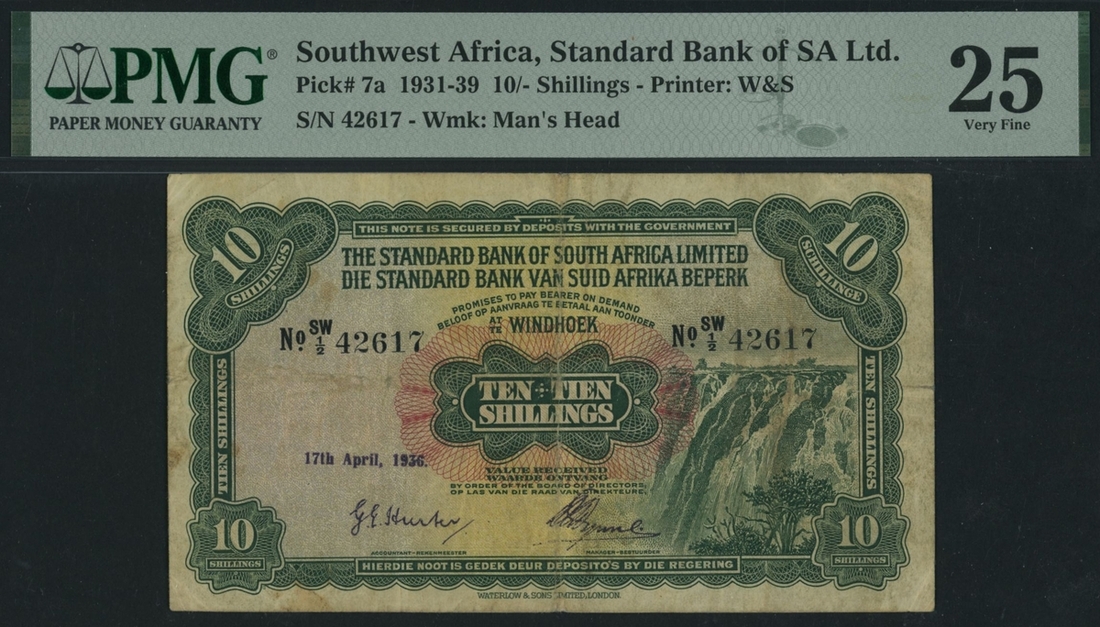 PMG®
PAPER MONEY GUARANTY
Southwest Africa, Standard Bank of SA Ltd.
Pick# 7a 1931-39 10/- Shillings - Printer: W&S
S/N 42617 - Wmk: Man's Head
25
Very Fine
10
SHILLINGS
THIS NOTE IS SECURED BY DEPOSITS WITH THE GOVERNMENT
10
THE STANDARD BANK OF SOUTH AFRICA LIMITED
DIE STANDARD BANK VAN SUID AFRIKA BEPERK
PROMISES TO PAY BEARER ON DEMAND
BELOOF OP AANVRAAG TE BETAAL AAN TOONDER
AT
TE WINDHOEK
No. SW 1/2 42617
No. SW 1/2 42617
TEN TIEN
SHILLINGS
TIEN SHILLINGS
TEN SHILLINGS
17th April, 1936.
VALUE RECEIVED
WAARDE ONTVANG
BY ORDER OF THE BOARD OF DIRECTORS,
OP LAS VAN DIE RAAD VAN DIREKTEURE,
G E Hunter
ACCOUNTANT-REKENMEESTER
MANAGER-BESTUURDER
10
SHILLINGS
10
SHILLINGS
HIERDIE NOOT IS GEDEK DEUR DEPOSITO'S BY DIE REGERING
WATERLOW & SONS LIMITED, LONDON.